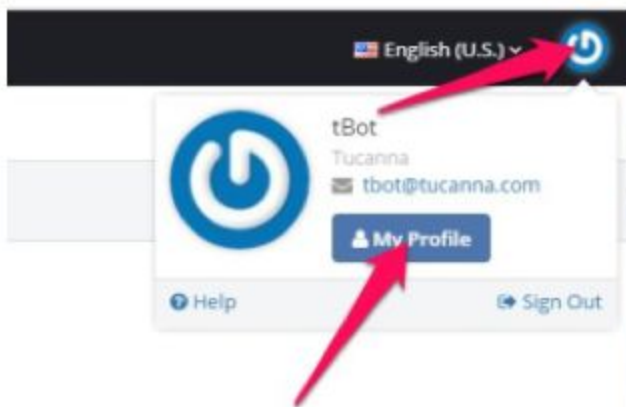 English (U.S.)
tBot
Tucanna
tbot@tucanna.com
My Profile
Help
Sign Out